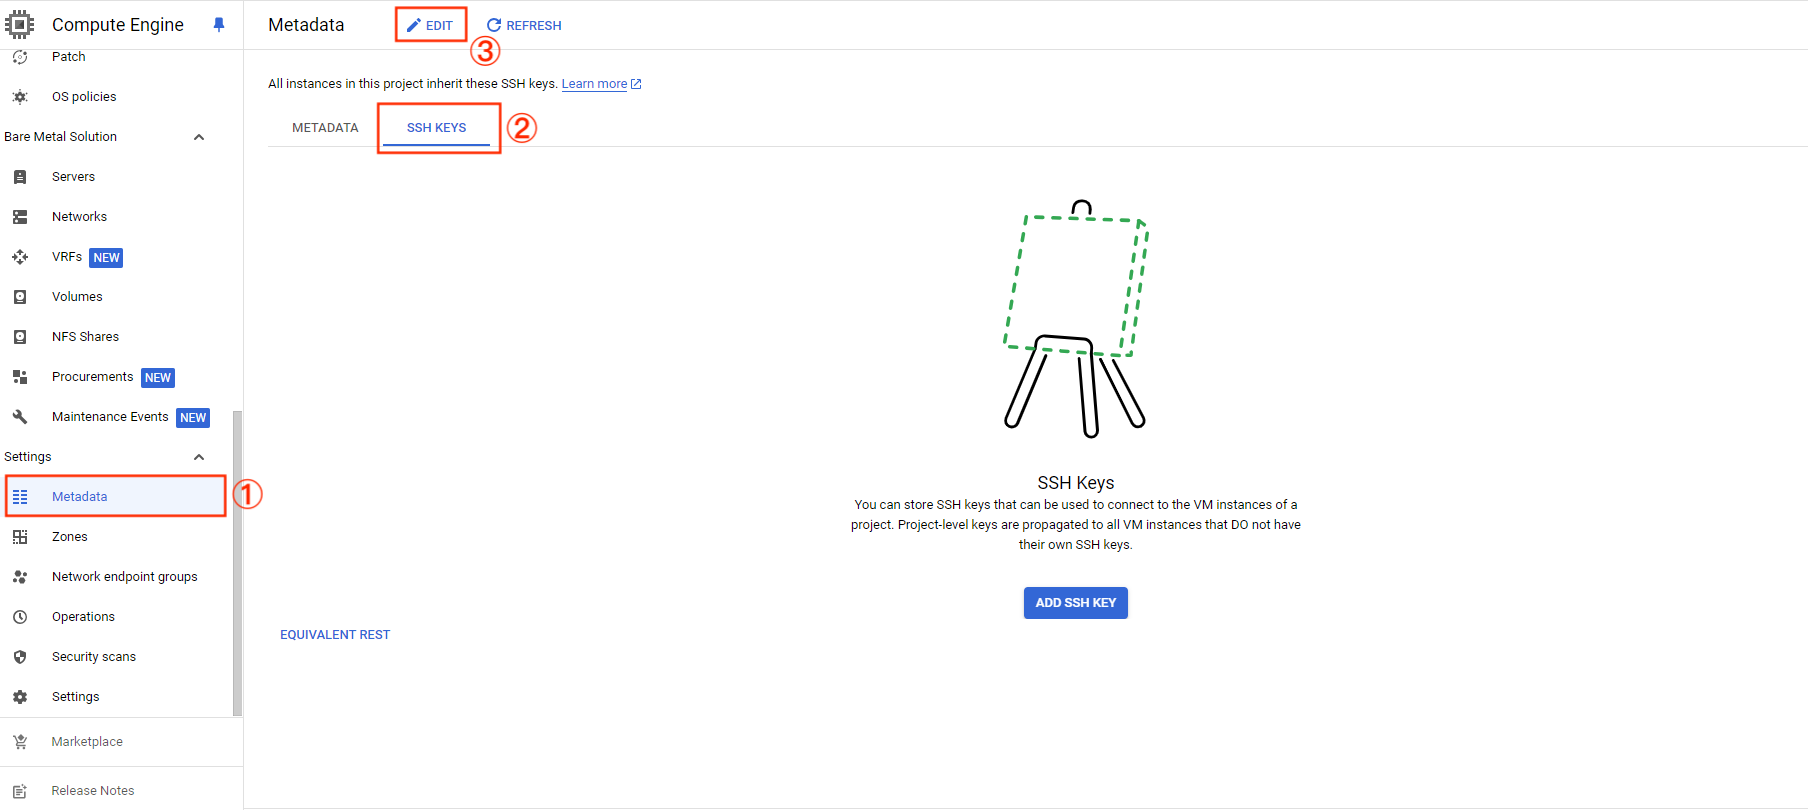 Compute Engine
Patch
OS policies
Bare Metal Solution
Servers
Networks
VRFs NEW
Volumes
NFS Shares
Procurements NEW
Maintenance Events NEW
Settings
Metadata ①
Zones
Network endpoint groups
Operations
Security scans
Settings
Marketplace
Release Notes
Metadata EDIT REFRESH
③
All instances in this project inherit these SSH keys. Learn more
METADATA SSH KEYS ②
SSH Keys
You can store SSH keys that can be used to connect to the VM instances of a
project. Project-level keys are propagated to all VM instances that DO not have
their own SSH keys.
ADD SSH KEY
EQUIVALENT REST